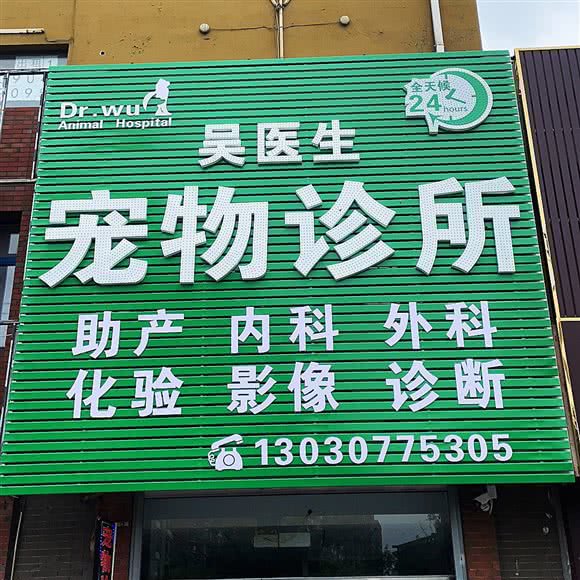 Dr.wu
Animal Hospital
全天候
24
hours
吴医生
宠物诊所
助产 内科 外科
化验 影像 诊断
13030775305